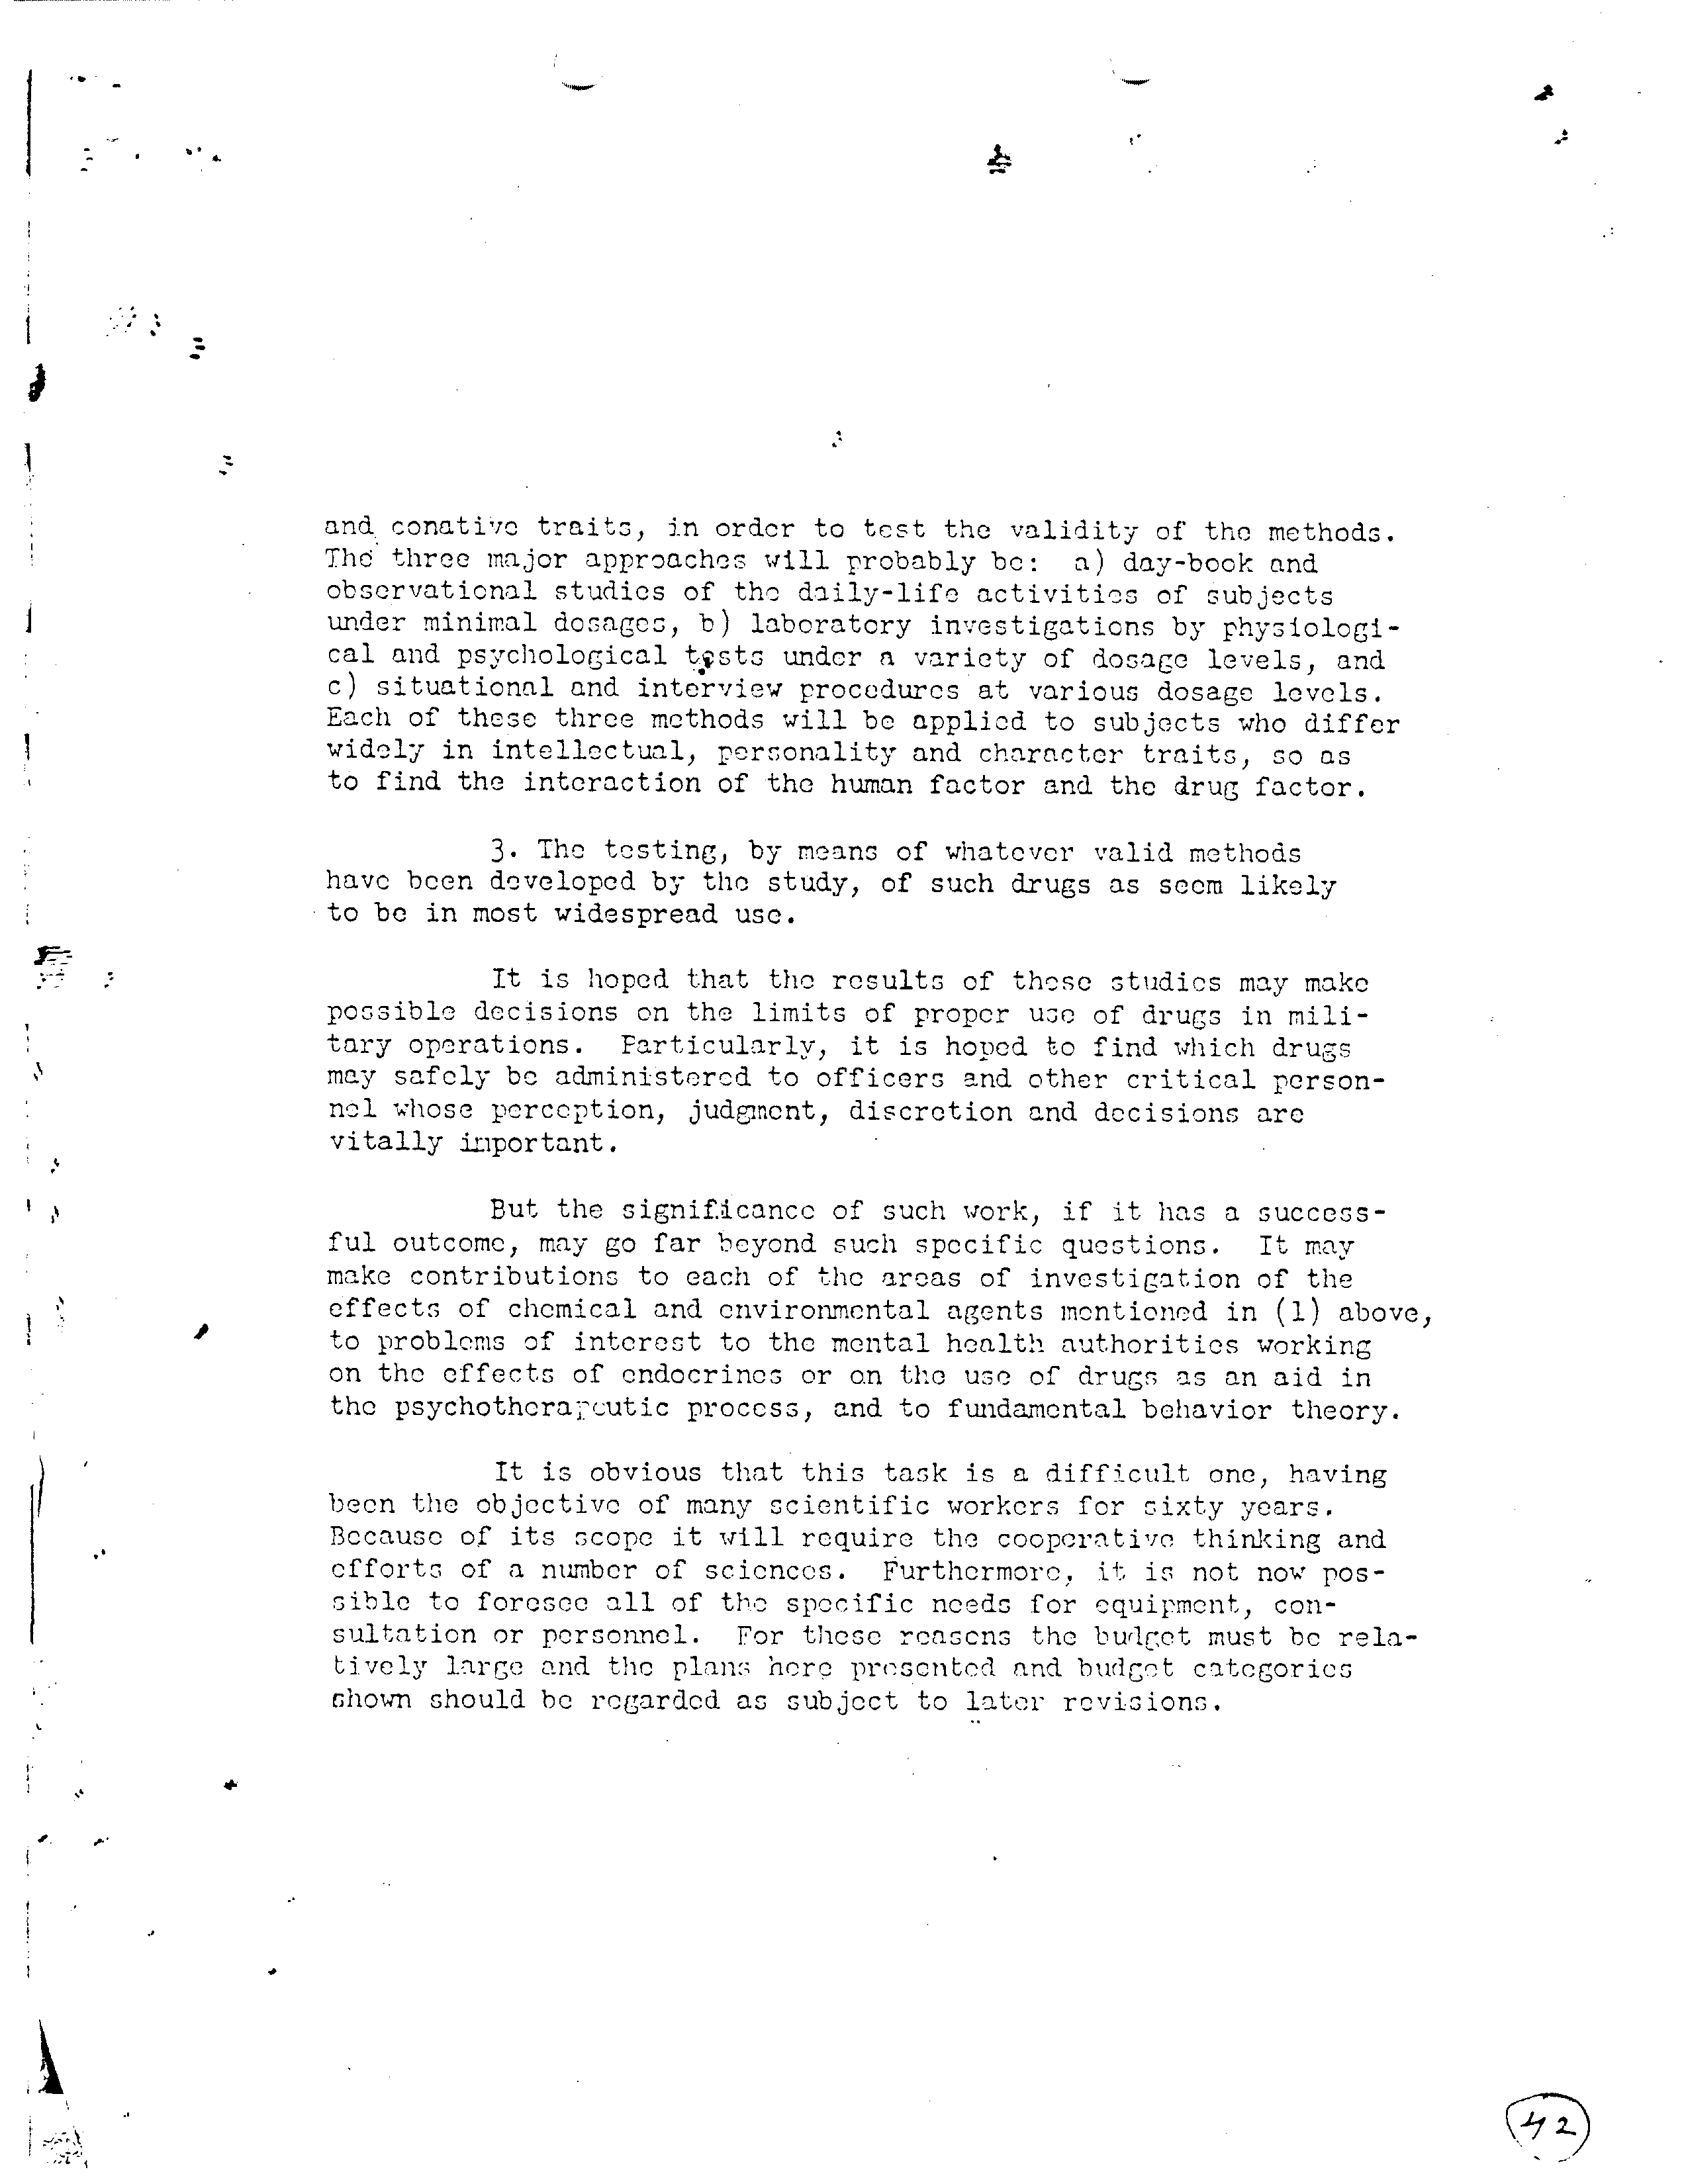 and conative traits, in order to test the validity of the methods.
The three major approaches will probably be: a) day-book and
observational studies of the daily-life activities of subjects
under minimal dosages, b) laboratory investigations by physiologi-
cal and psychological tests under a variety of dosage levels, and
c) situational and interview procedures at various dosage levels.
Each of these three methods will be applied to subjects who differ
widely in intellectual, personality and character traits, so as
to find the interaction of the human factor and the drug factor.
3. The testing, by means of whatever valid methods
have been developed by the study, of such drugs as seem likely
to be in most widespread use.
It is hoped that the results of these studies may make
possible decisions on the limits of proper use of drugs in mili-
tary operations. Particularly, it is hoped to find which drugs
may safely be administered to officers and other critical person-
nel whose perception, judgment, discretion and decisions are
vitally important.
But the significance of such work, if it has a success-
ful outcome, may go far beyond such specific questions. It may
make contributions to each of the areas of investigation of the
effects of chemical and environmental agents mentioned in (1) above,
to problems of interest to the mental health authorities working
on the effects of endocrines or on the use of drugs as an aid in
the psychotherapeutic process, and to fundamental behavior theory.
It is obvious that this task is a difficult one, having
been the objective of many scientific workers for sixty years.
Because of its scope it will require the cooperative thinking and
efforts of a number of sciences. Furthermore, it is not now pos-
sible to foresee all of the specific needs for equipment, con-
sultation or personnel. For these reasons the budget must be rela-
tively large and the plans here presented and budget categories
shown should be regarded as subject to later revisions.
42